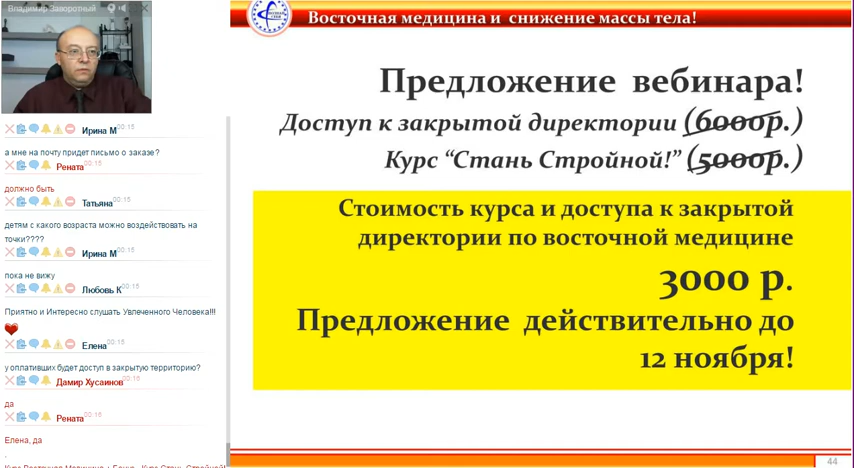 Владимир Заворотный
Ирина М 00:15
а мне на почту придет письмо о заказе?
Рената 00:15
должно быть
Татьяна 00:15
детям с какого возраста можно воздействовать на
точки????
Ирина М 00:15
пока не вижу
Любовь К 00:15
Приятно и Интересно слушать Увлеченного Человека!!!
Елена 00:15
у оплативших будет доступ в закрытую территорию?
Дамир Хусаинов 00:16
да
Рената 00:16
Елена, да
.
Восточная медицина и снижение массы тела!
Предложение вебинара!
Доступ к закрытой директории (6000р.)
Курс “Стань Стройной!” (5000р.)
Стоимость курса и доступа к закрытой
директории по восточной медицине
3000 р.
Предложение действительно до
12 ноября!
44